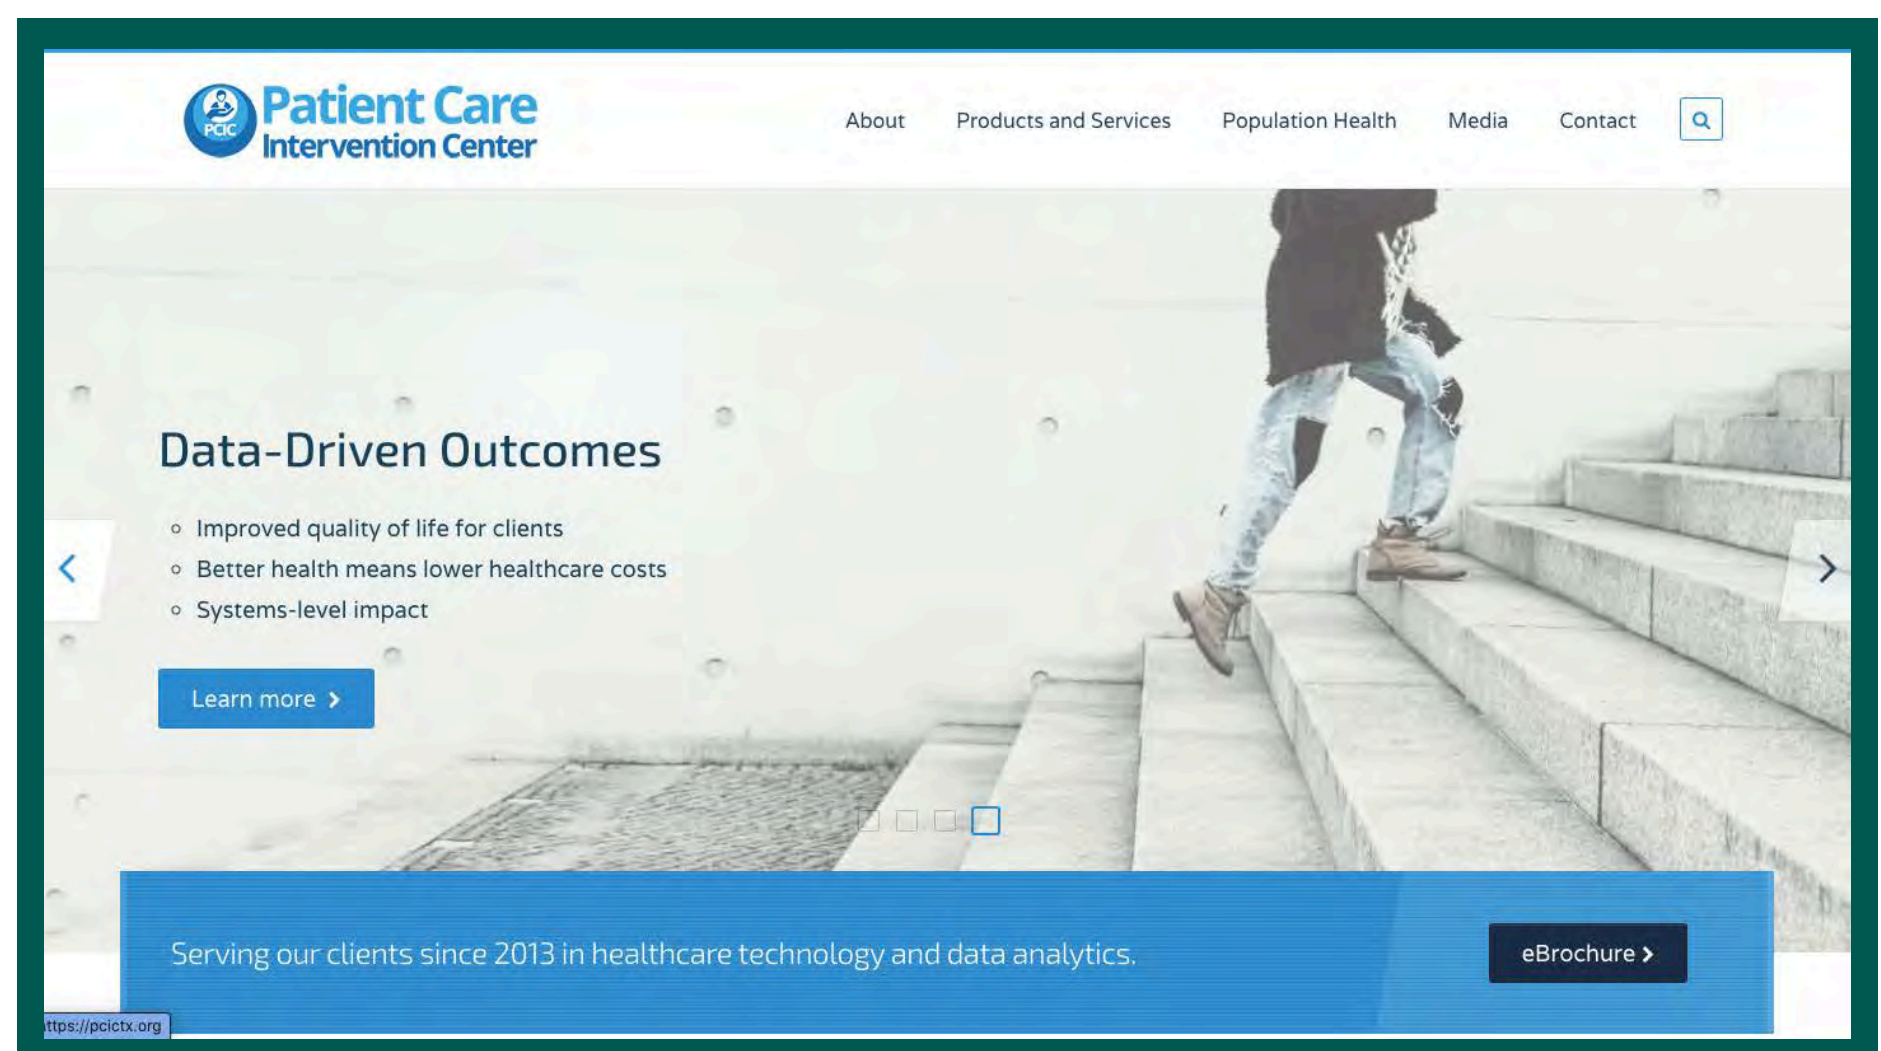 PCIC
Patient Care
Intervention Center
About
Products and Services
Population Health
Media
Contact
Data-Driven Outcomes
Improved quality of life for clients
Better health means lower healthcare costs
Systems-level impact
Learn more
Serving our clients since 2013 in healthcare technology and data analytics.
eBrochure
ttps://pcictx.org